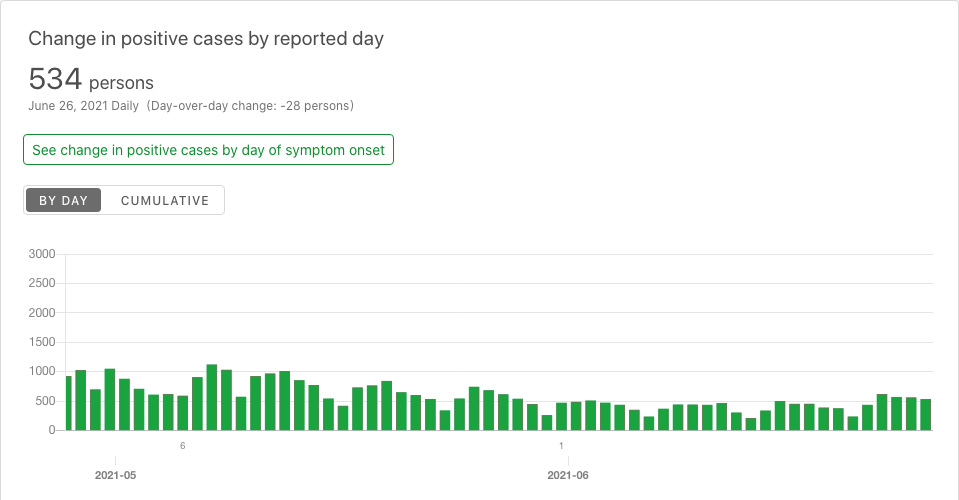 Change in positive cases by reported day
534 persons
June 26, 2021 Daily (Day-over-day change: -28 persons)
See change in positive cases by day of symptom onset
BY DAY CUMULATIVE
3000
2500
2000
1500
1000
500
0
6 1
2021-05 2021-06